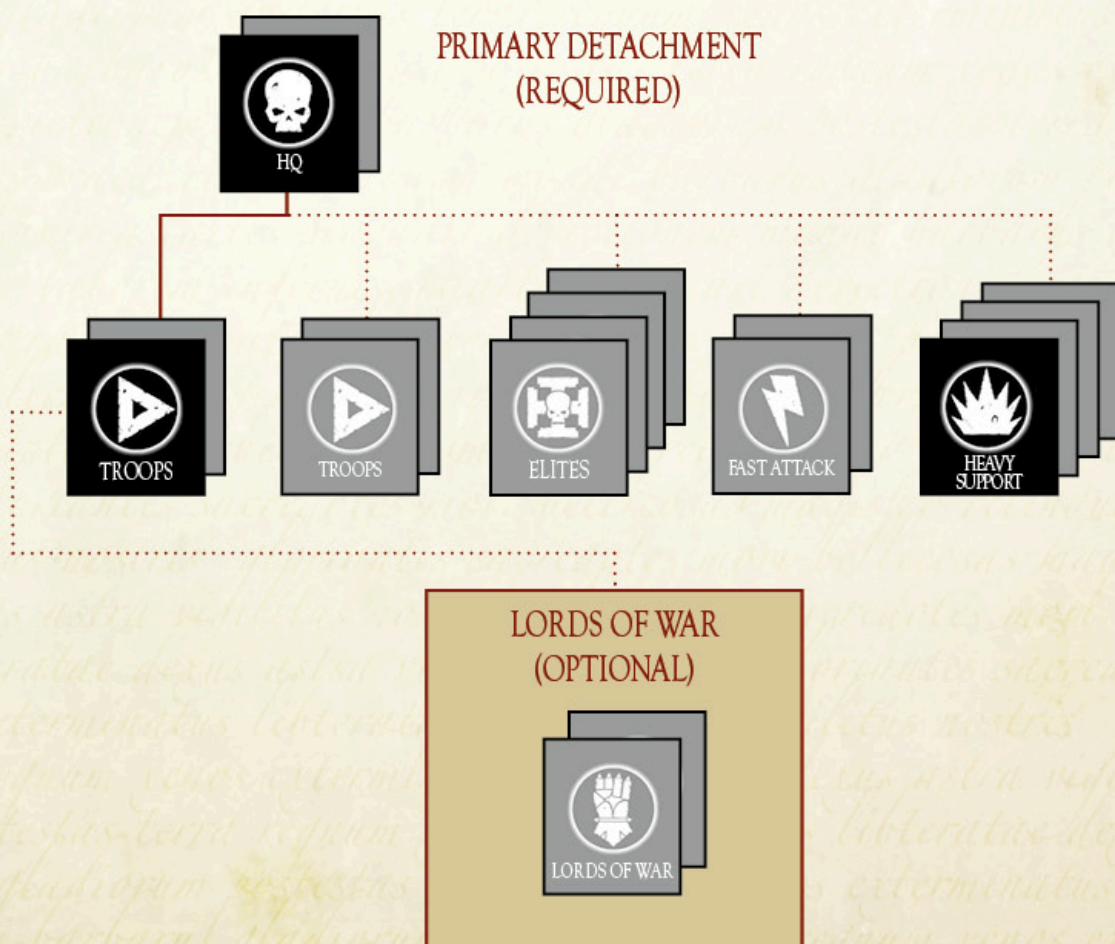 PRIMARY DETACHMENT
(REQUIRED)
HQ
TROOPS
TROOPS
ELITES
FAST ATTACK
HEAVY
SUPPORT
LORDS OF WAR
(OPTIONAL)
LORDS OF WAR